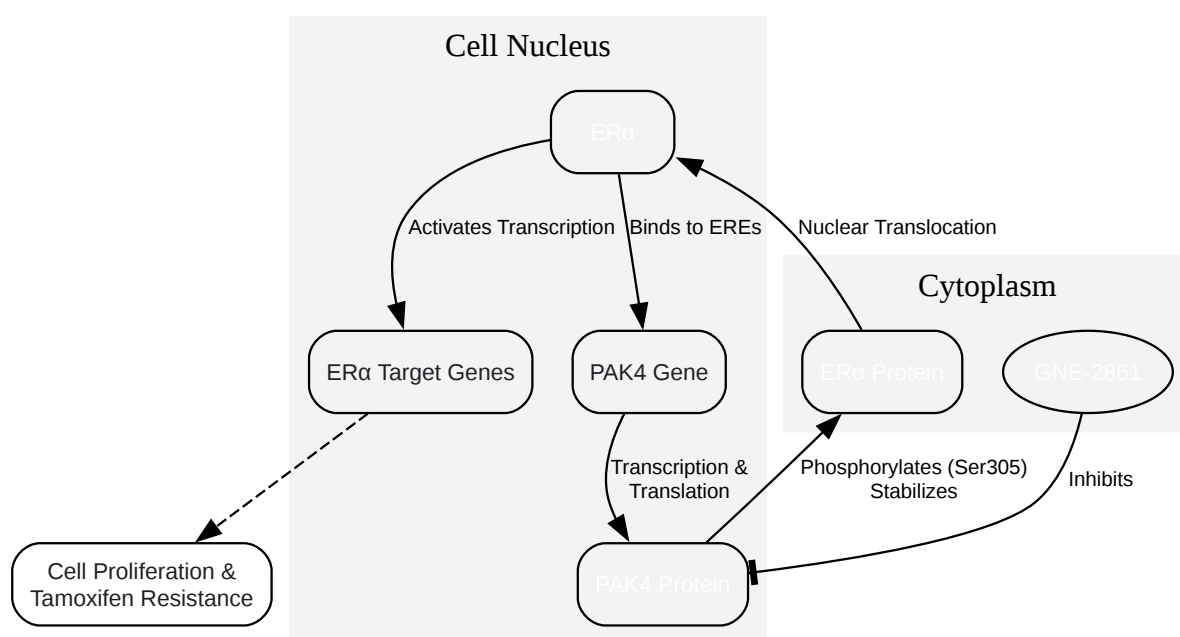 Cell Nucleus
ERα
Activates Transcription
Binds to EREs
Nuclear Translocation
Cytoplasm
ERα Target Genes
PAK4 Gene
ERα Protein
GNE-2861
Transcription &
Translation
Phosphorylates (Ser305)
Stabilizes
Inhibits
Cell Proliferation &
Tamoxifen Resistance
PAK4 Protein